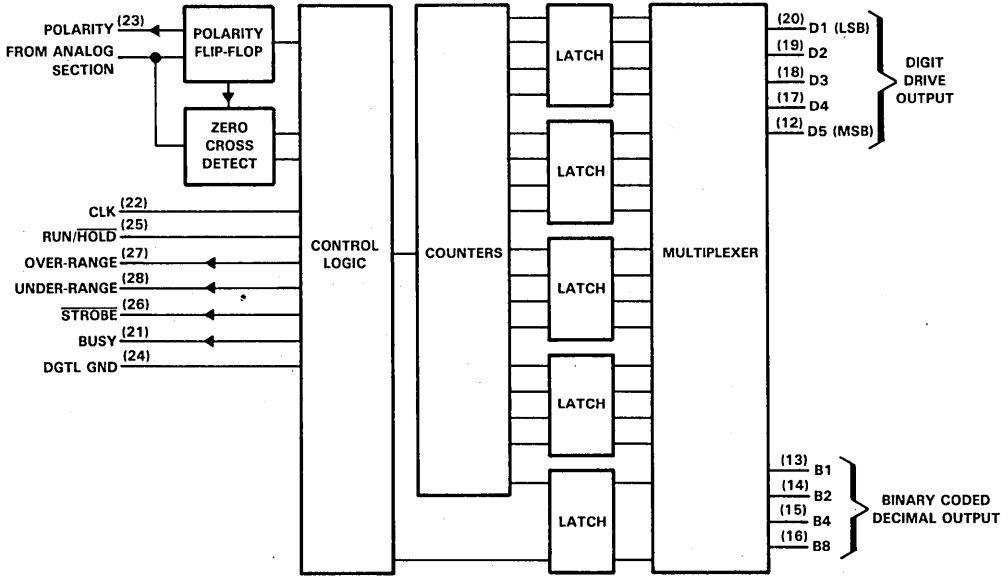 POLARITY (23)
FROM ANALOG
SECTION
POLARITY
FLIP-FLOP
ZERO
CROSS
DETECT
CLK (22)
RUN/HOLD (25)
OVER-RANGE (27)
UNDER-RANGE (28)
STROBE (26)
BUSY (21)
DGTL GND (24)
CONTROL
LOGIC
COUNTERS
LATCH
LATCH
LATCH
LATCH
LATCH
MULTIPLEXER
(20) D1 (LSB)
(19) D2
(18) D3
(17) D4
(12) D5 (MSB)
DIGIT
DRIVE
OUTPUT
(13) B1
(14) B2
(15) B4
(16) B8
BINARY CODED
DECIMAL OUTPUT